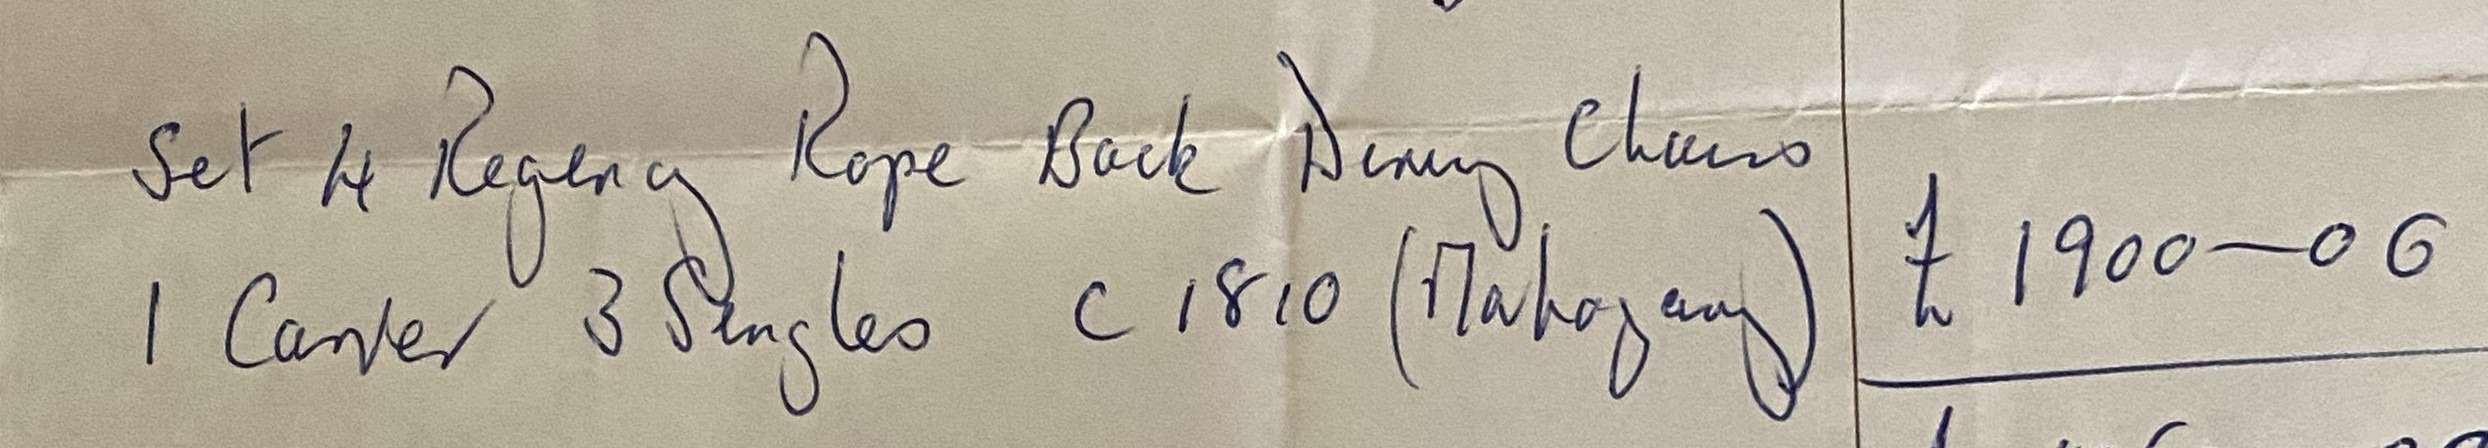 Set 4 Regency Rope Back Dining Chairs
1 Carver 3 Singles c 1810 (Mahogany)
£ 1900—00